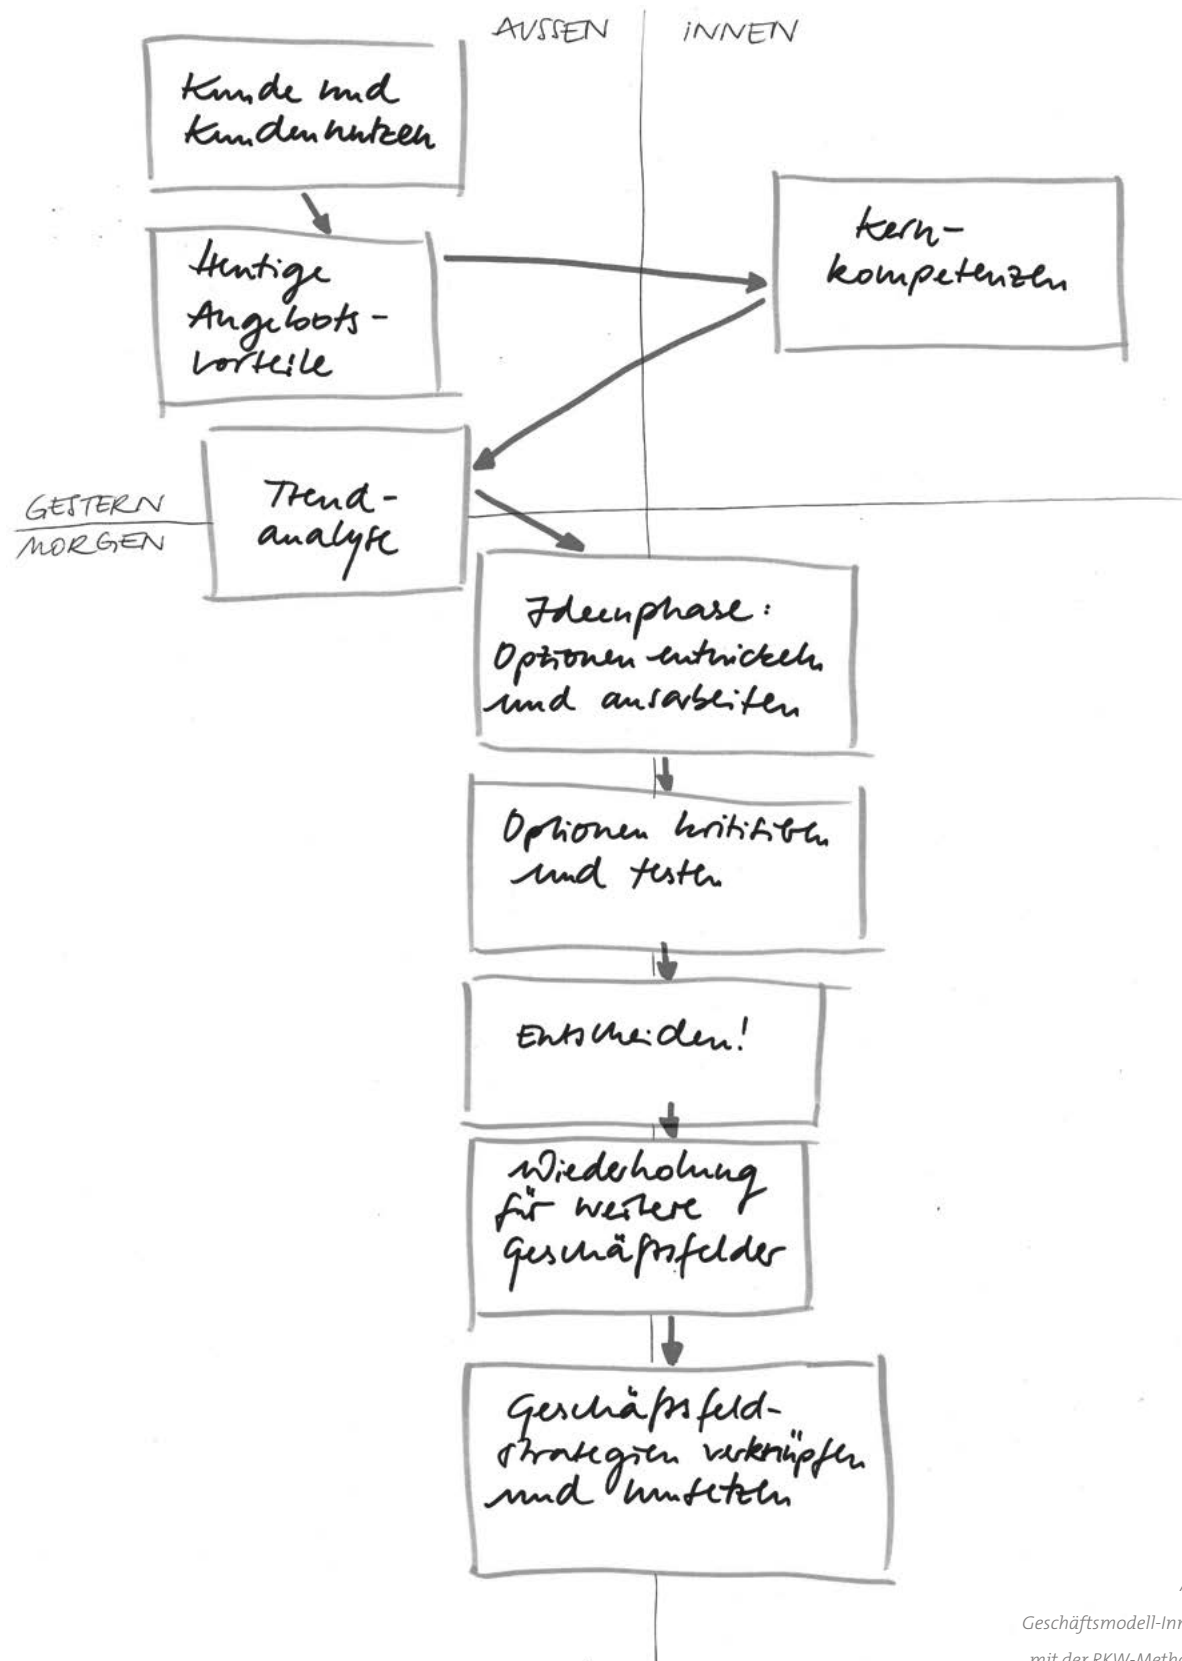 AUSSEN
INNEN
Kunde und
Kundennutzen
Heutige
Angebots-
vorteile
Kern-
kompetenzen
GESTERN
MORGEN
Trend-
analyse
Ideenphase:
Optionen entwickeln
und ausarbeiten
Optionen kritisieren
und testen
Entscheiden!
Wiederholung
für weitere
Geschäftsfelder
Geschäftsfeld-
strategien verknüpfen
und umsetzen
Geschäftsmodell-Inn
mit der PKW-Metho